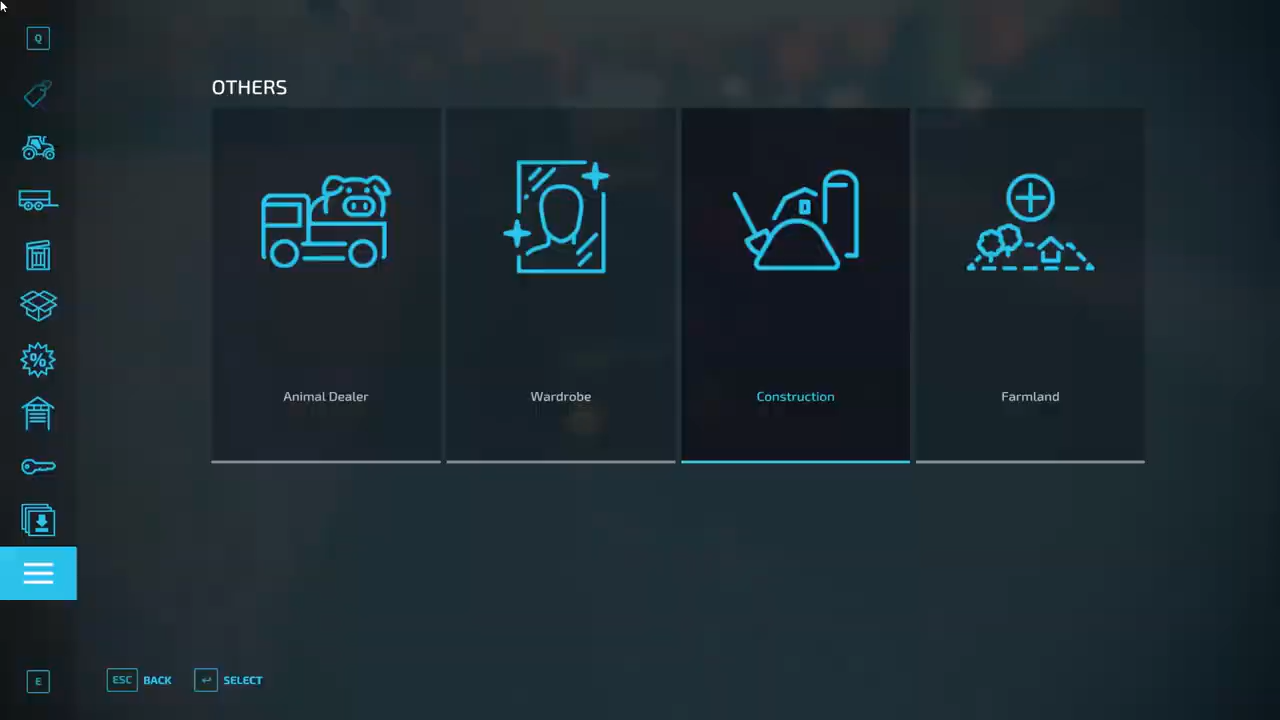 Q
OTHERS
%
Animal Dealer
Wardrobe
Construction
Farmland
E
ESC BACK
SELECT